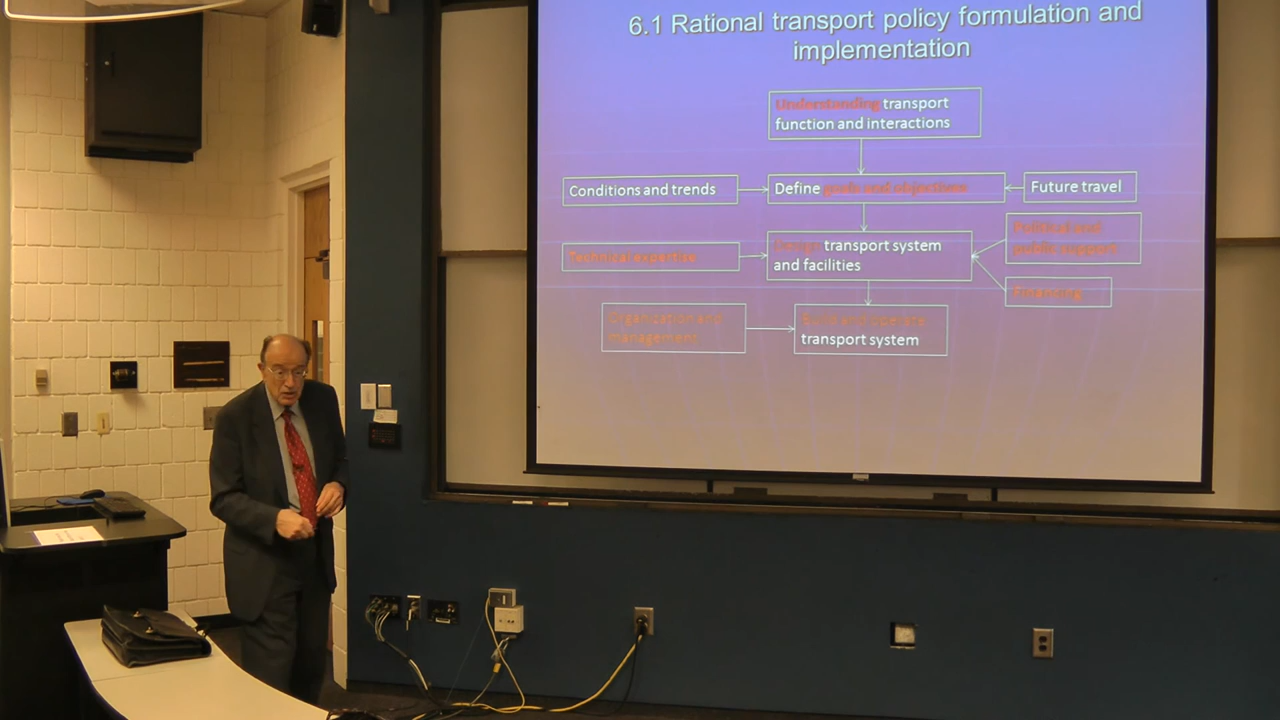 6.1 Rational transport policy formulation and
implementation
Understanding transport
function and interactions
Conditions and trends
Define goals and objectives
Future travel
Design transport system
and facilities
Political and
public support
Technical expertise
Financing
Organization and
management
Build and operate
transport system